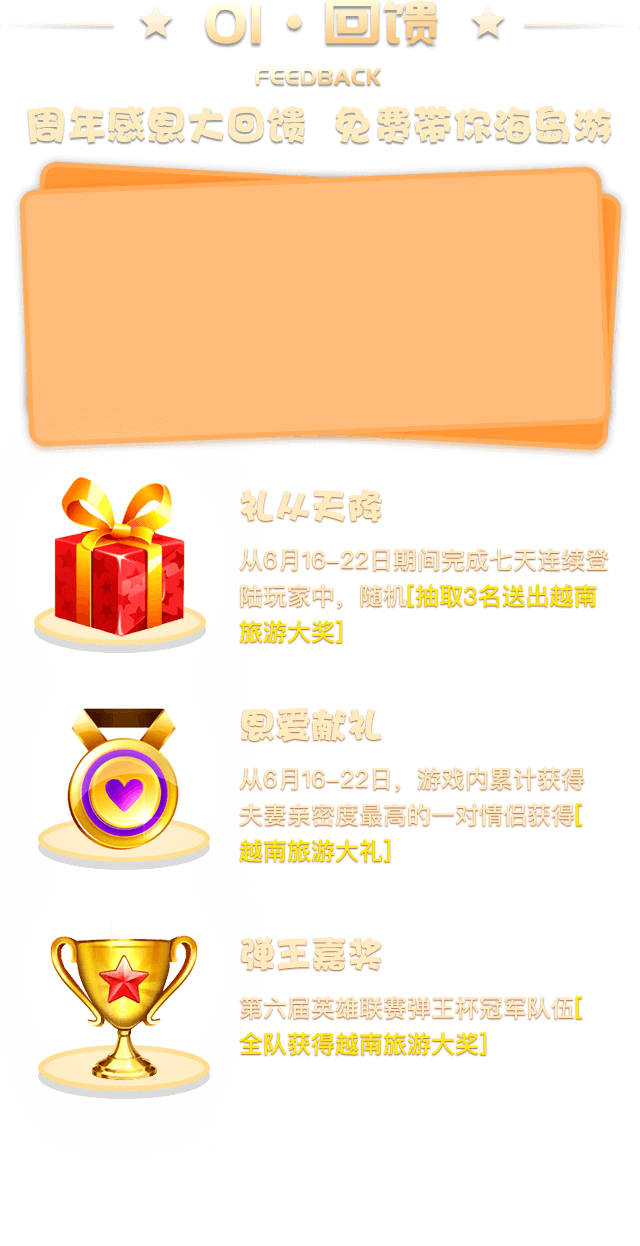 01·回馈
FEEDBACK
周年感恩大回馈 免费带你海岛游
礼从天降
从6月16-22日期间完成七天连续登
陆玩家中，随机[抽取3名送出越南
旅游大奖]
恩爱献礼
从6月16-22日，游戏内累计获得
夫妻亲密度最高的一对情侣获得[
越南旅游大礼]
弹王嘉奖
第六届英雄联赛弹王杯冠军队伍[
全队获得越南旅游大奖]